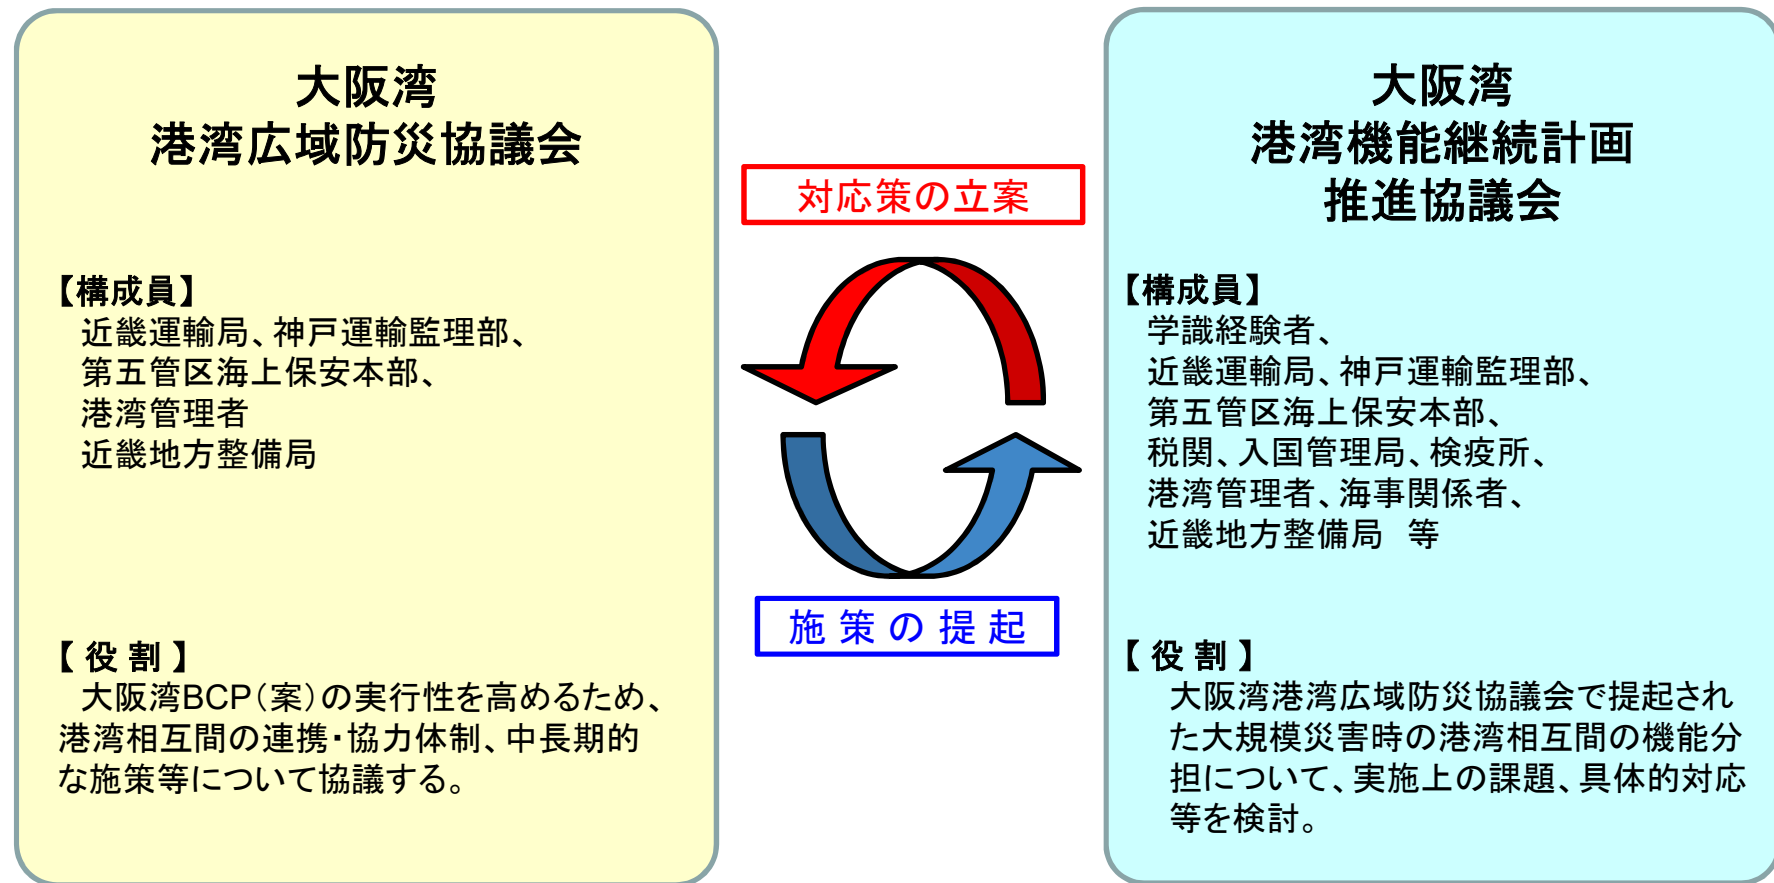 大阪湾
港湾広域防災協議会
【構成員】
近畿運輸局、神戸運輸監理部、
第五管区海上保安本部、
港湾管理者
近畿地方整備局
【 役 割 】
大阪湾BCP（案）の実行性を高めるため、
港湾相互間の連携・協力体制、中長期的
な施策等について協議する。
対応策の立案
施 策 の 提 起
大阪湾
港湾機能継続計画
推進協議会
【構成員】
学識経験者、
近畿運輸局、神戸運輸監理部、
第五管区海上保安本部、
税関、入国管理局、検疫所、
港湾管理者、海事関係者、
近畿地方整備局　等
【 役 割 】
大阪湾港湾広域防災協議会で提起され
た大規模災害時の港湾相互間の機能分
担について、実施上の課題、具体的対応
等を検討。